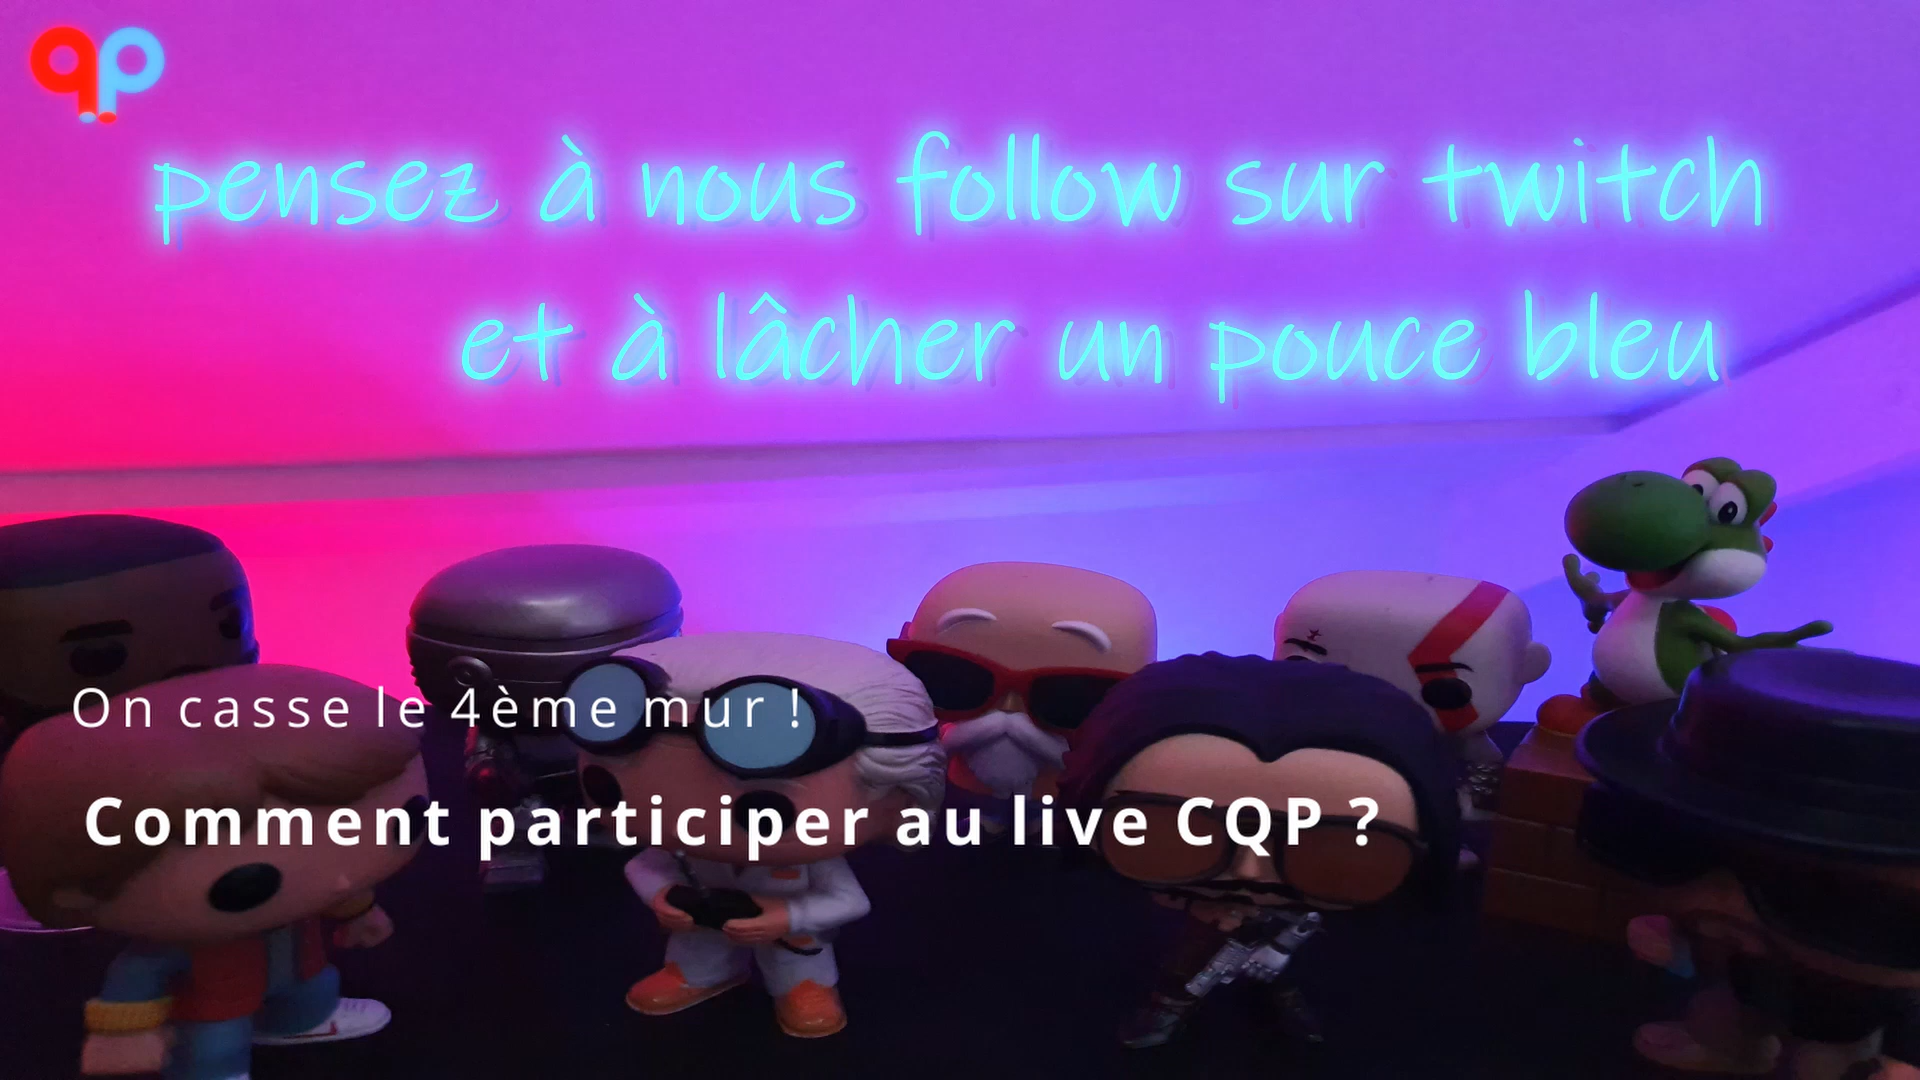 qp
pensez à nous follow sur twitch
et à lâcher un pouce bleu
On casse le 4ème mur !
Comment participer au live CQP ?